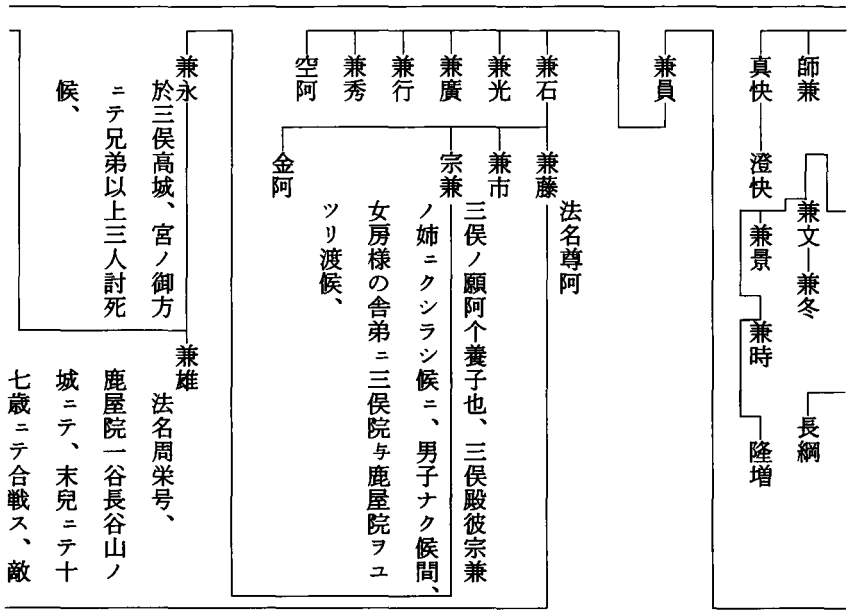 師兼
真快
澄快
兼文―兼冬
兼景
兼時
長綱
隆増
兼員
兼石
兼光
兼廣
兼行
兼秀
空阿
兼藤
法名尊阿
兼市
宗兼
三俣ノ願阿个養子也、三俣殿彼宗兼
ノ姉ニクシラシ候ニ、男子ナク候間、
女房様の舎弟ニ三俣院与鹿屋院ヲユ
ツリ渡候、
金阿
兼永
於三俣高城、宮ノ御方
ニテ兄弟以上三人討死
候、
兼雄
法名周栄号、
鹿屋院一谷長谷山ノ
城ニテ、末兒ニテ十
七歳ニテ合戦ス、敵